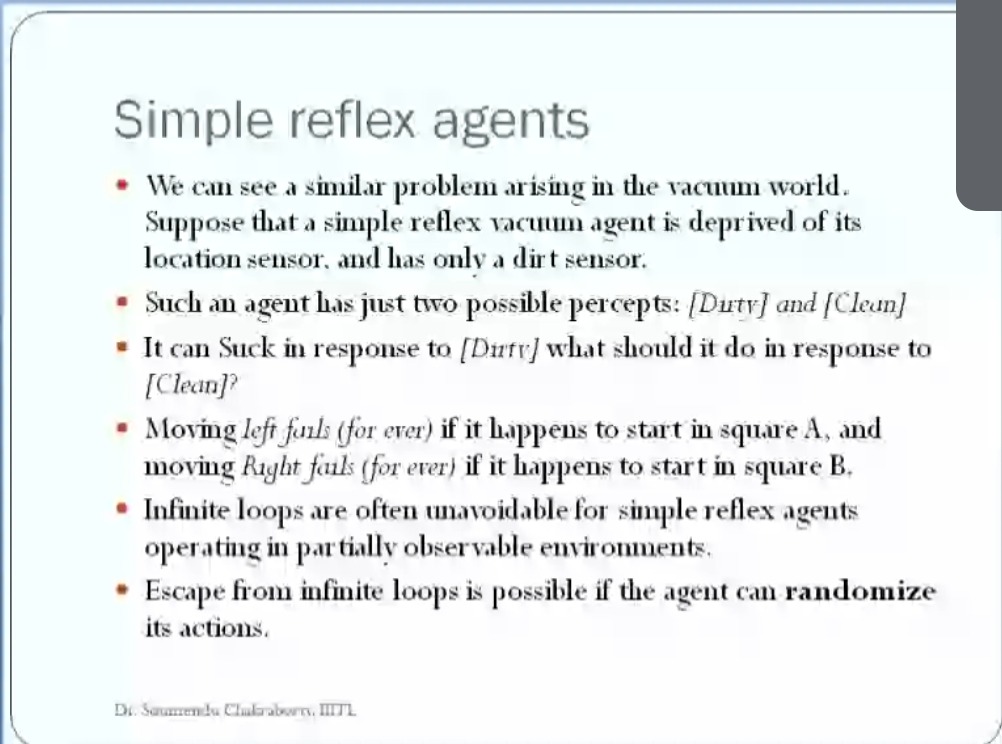 Simple reflex agents
• We can see a similar problem arising in the vacuum world.
Suppose that a simple reflex vacuum agent is deprived of its
location sensor, and has only a dirt sensor.
• Such an agent has just two possible percepts: [Dirty] and [Clean]
• It can Suck in response to [Dirty] what should it do in response to
[Clean]?
• Moving left fails (for ever) if it happens to start in square A, and
moving Right fails (for ever) if it happens to start in square B.
• Infinite loops are often unavoidable for simple reflex agents
operating in partially observable environments.
• Escape from infinite loops is possible if the agent can randomize
its actions.
Dr. Soumendu Chakraborty, IIITL